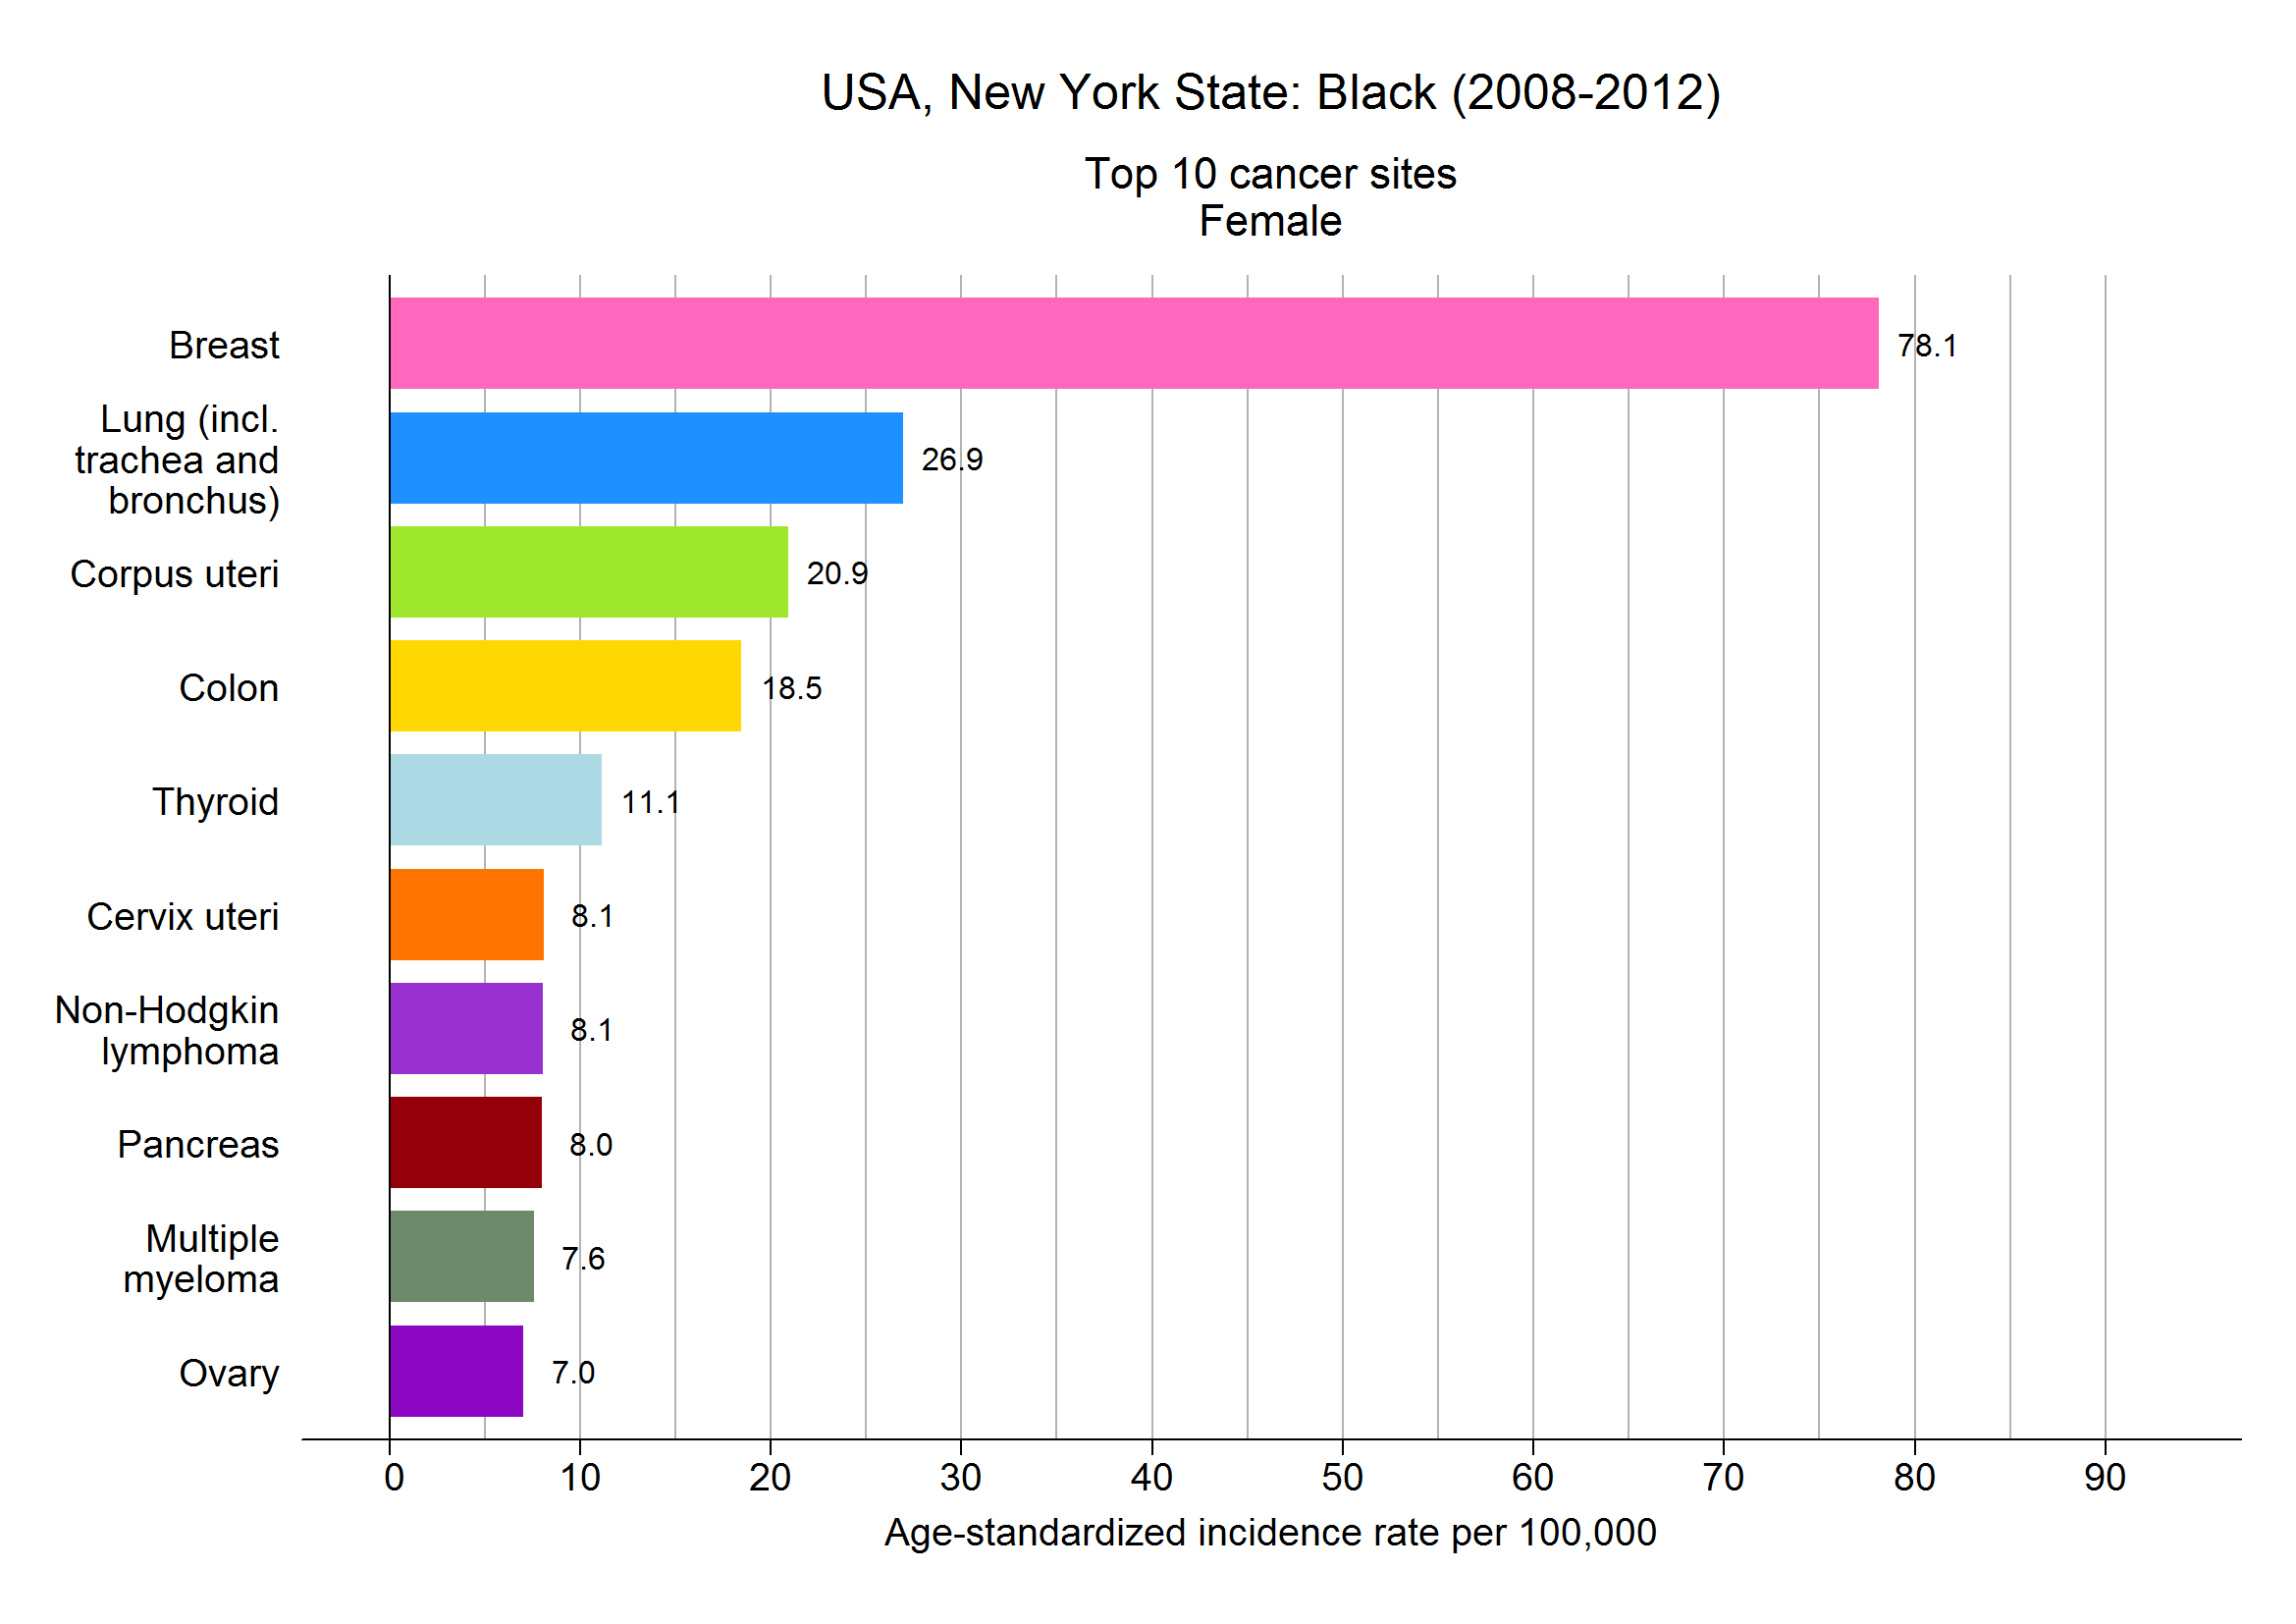 USA, New York State: Black (2008-2012)
Top 10 cancer sites
Female
Breast
78.1
Lung (incl.
trachea and
bronchus)
26.9
Corpus uteri
20.9
Colon
18.5
Thyroid
11.1
Cervix uteri
8.1
Non-Hodgkin
lymphoma
8.1
Pancreas
8.0
Multiple
myeloma
7.6
Ovary
7.0
0 10 20 30 40 50 60 70 80 90
Age-standardized incidence rate per 100,000